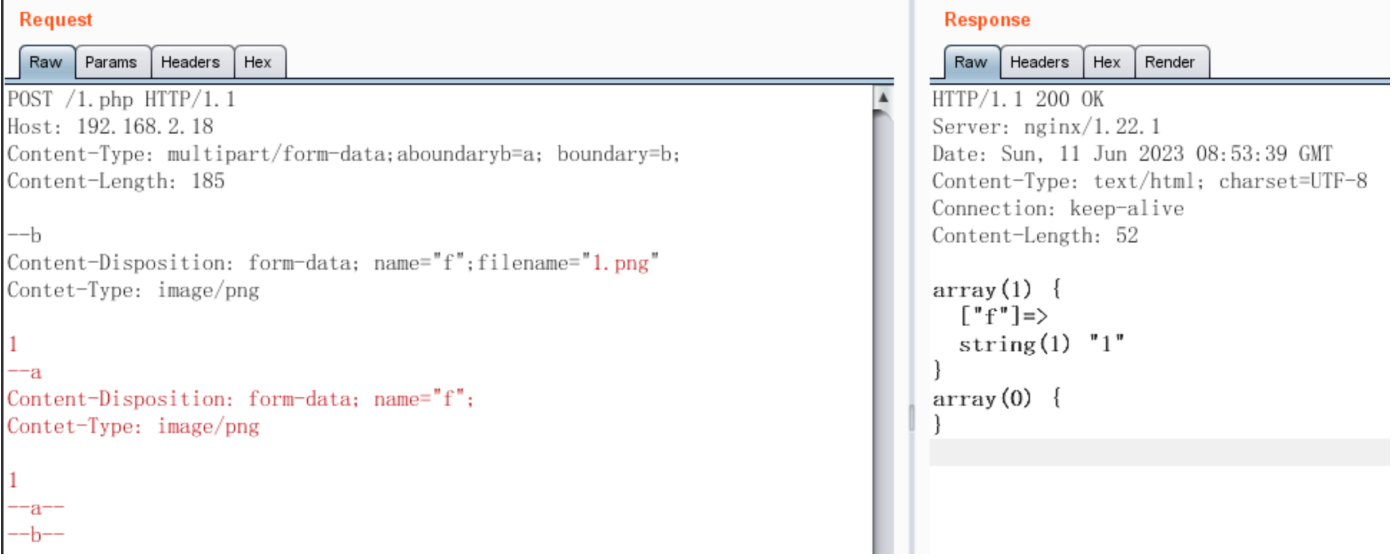 Request
Raw Params Headers Hex
POST /1.php HTTP/1.1
Host: 192.168.2.18
Content-Type: multipart/form-data;aboundaryb=a; boundary=b;
Content-Length: 185
--b
Content-Disposition: form-data; name="f";filename="1.png"
Contet-Type: image/png
1
--a
Content-Disposition: form-data; name="f";
Contet-Type: image/png
1
--a--
--b--
Response
Raw Headers Hex Render
HTTP/1.1 200 OK
Server: nginx/1.22.1
Date: Sun, 11 Jun 2023 08:53:39 GMT
Content-Type: text/html; charset=UTF-8
Connection: keep-alive
Content-Length: 52
array(1) {
["f"]=>
string(1) "1"
}
array(0) {
}